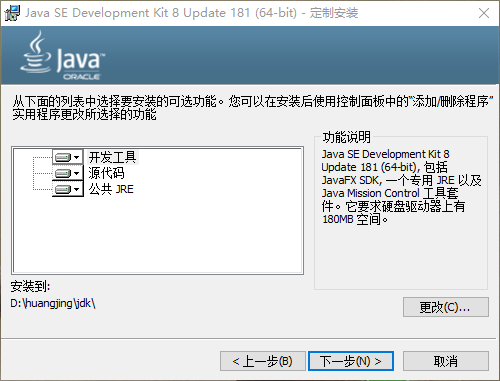 Java SE Development Kit 8 Update 181 (64-bit) - 定制安装
Java
ORACLE
从下面的列表中选择要安装的可选功能。您可以在安装后使用控制面板中的“添加/删除程序”
实用程序更改所选择的功能
开发工具
源代码
公共 JRE
功能说明
Java SE Development Kit 8
Update 181 (64-bit), 包括
JavaFX SDK, 一个专用 JRE 以及
Java Mission Control 工具套
件。它要求硬盘驱动器上有
180MB 空间。
安装到:
D:\huangjing\jdk\
更改(C)...
< 上一步(B)
下一步(N) >
取消